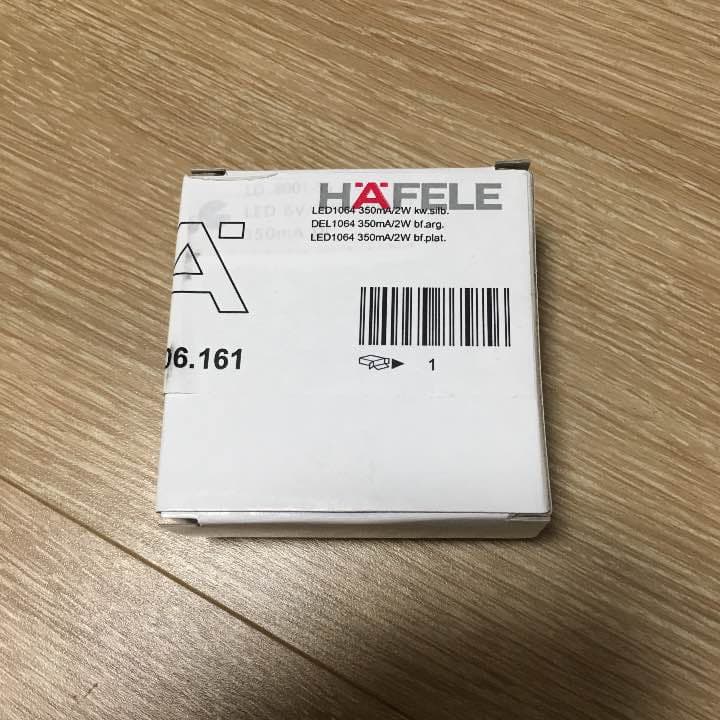 HÄFELE
LED1064 350mA/2W kw.silb.
DEL1064 350mA/2W bf.arg.
LED1064 350mA/2W bf.plat.
Ä
06.161
1